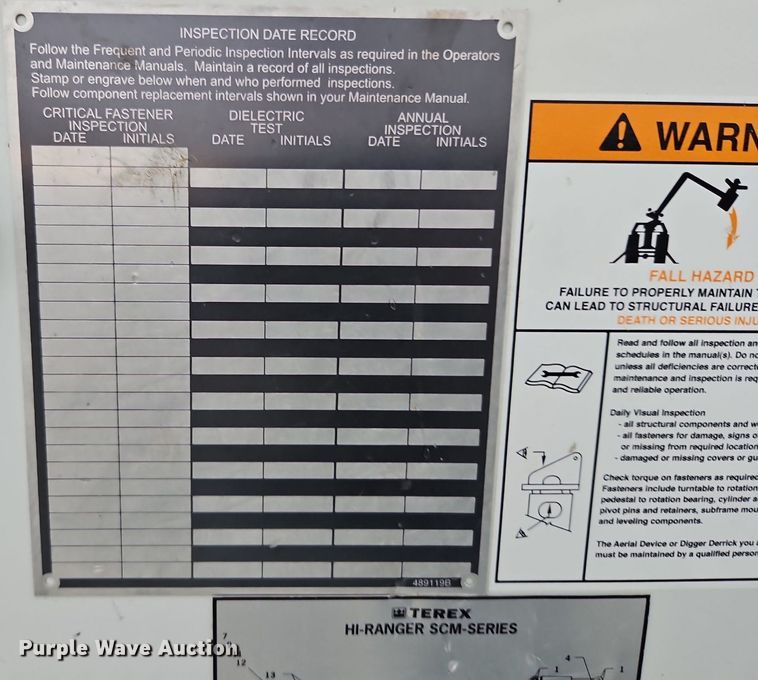 INSPECTION DATE RECORD
Follow the Frequent and Periodic Inspection Intervals as required in the Operators
and Maintenance Manuals. Maintain a record of all inspections.
Stamp or engrave below when and who performed inspections.
Follow component replacement intervals shown in your Maintenance Manual.
CRITICAL FASTENER
INSPECTION
DATE INITIALS
DIELECTRIC
TEST
DATE INITIALS
ANNUAL
INSPECTION
DATE INITIALS
489119B
WARN
FALL HAZARD
FAILURE TO PROPERLY MAINTAIN
CAN LEAD TO STRUCTURAL FAILURE
DEATH OR SERIOUS INJU
Read and follow all inspection an
schedules in the manual(s). Do no
unless all deficiencies are correct
maintenance and inspection is req
and reliable operation.
Daily Visual Inspection
- all structural components and w
- all fasteners for damage, signs o
or missing from required location
- damaged or missing covers or gu
Check torque on fasteners as required
Fasteners include turntable to rotation
pedestal to rotation bearing, cylinder a
pivot pins and retainers, subframe mou
and leveling components.
The Aerial Device or Digger Derrick you
must be maintained by a qualified person
TEREX
HI-RANGER SCM-SERIES
7
12
13
1
4
1
Purple Wave Auction